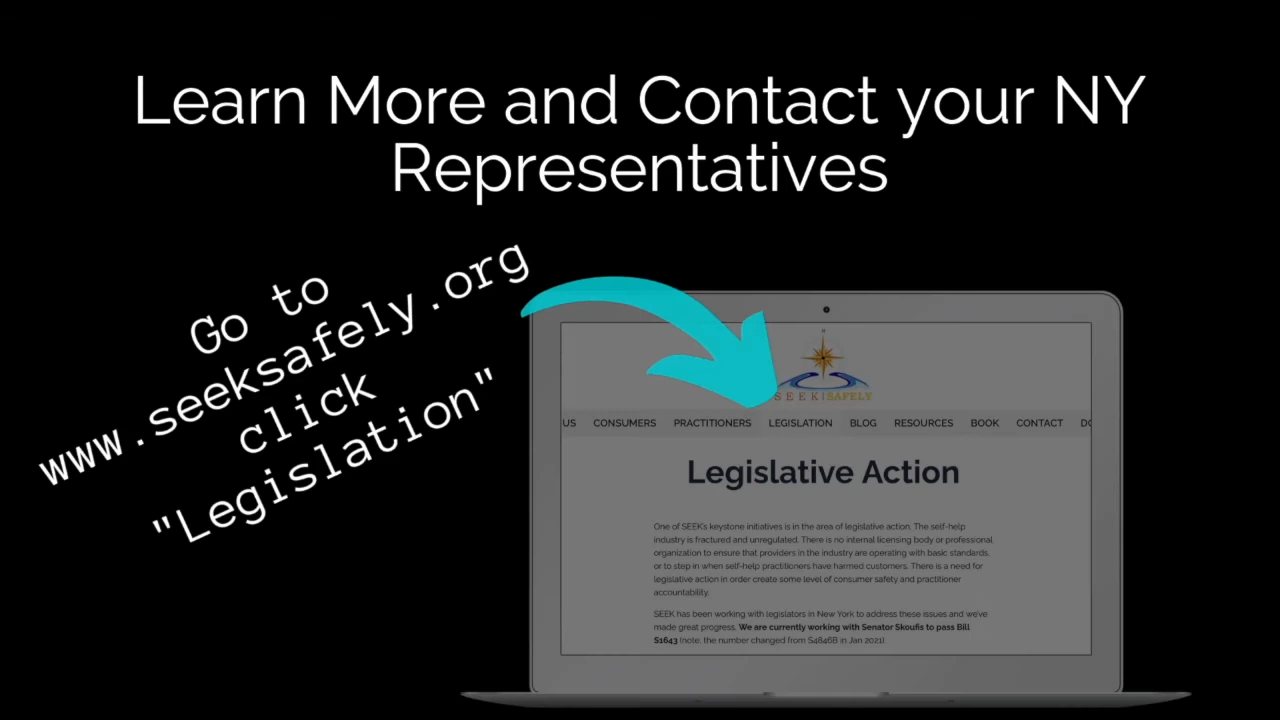 Learn More and Contact your NY
Representatives
Go to
www.seeksafely.org
click
"Legislation"
SEEK SAFELY
US CONSUMERS PRACTITIONERS LEGISLATION BLOG RESOURCES BOOK CONTACT DO
Legislative Action
One of SEEK's keystone initiatives is in the area of legislative action. The self-help
industry is fractured and unregulated. There is no internal licensing body or professional
organization to ensure that providers in the industry are operating with basic standards,
or to step in when self-help practitioners have harmed customers. There is a need for
legislative action in order create some level of consumer safety and practitioner
accountability.
SEEK has been working with legislators in New York to address these issues and we've
made great progress. We are currently working with Senator Skoufis to pass Bill
S1643 (note: the number changed from S4846B in Jan 2021).